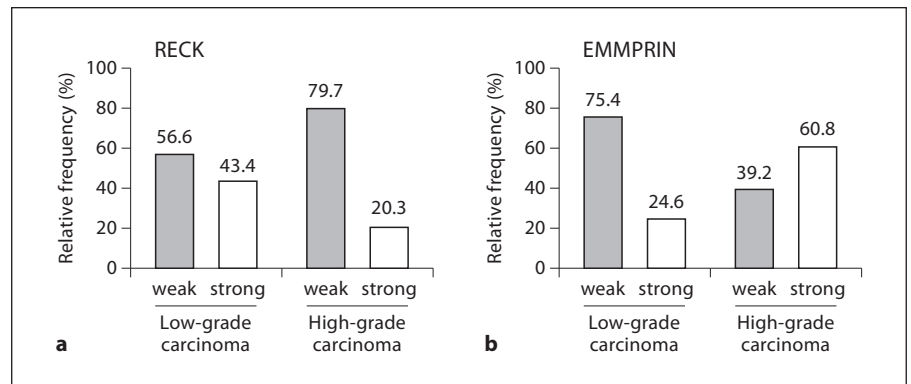 RECK
Relative frequency (%)
100
80
60
40
20
0
56.6
43.4
79.7
20.3
weak strong weak strong
Low-grade
carcinoma
High-grade
carcinoma
a
EMMPRIN
Relative frequency (%)
100
80
60
40
20
0
75.4
24.6
39.2
60.8
weak strong weak strong
Low-grade
carcinoma
High-grade
carcinoma
b